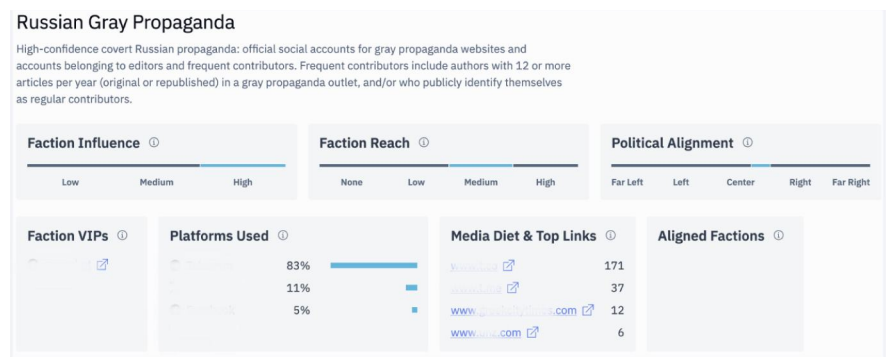 Russian Gray Propaganda
High-confidence covert Russian propaganda: official social accounts for gray propaganda websites and
accounts belonging to editors and frequent contributors. Frequent contributors include authors with 12 or more
articles per year (original or republished) in a gray propaganda outlet, and/or who publicly identify themselves
as regular contributors.
Faction Influence
Low Medium High
Faction Reach
None Low Medium High
Political Alignment
Far Left Left Center Right Far Right
Faction VIPs
Platforms Used
83%
11%
5%
Media Diet & Top Links
171
37
www. .com 12
www. .com 6
Aligned Factions